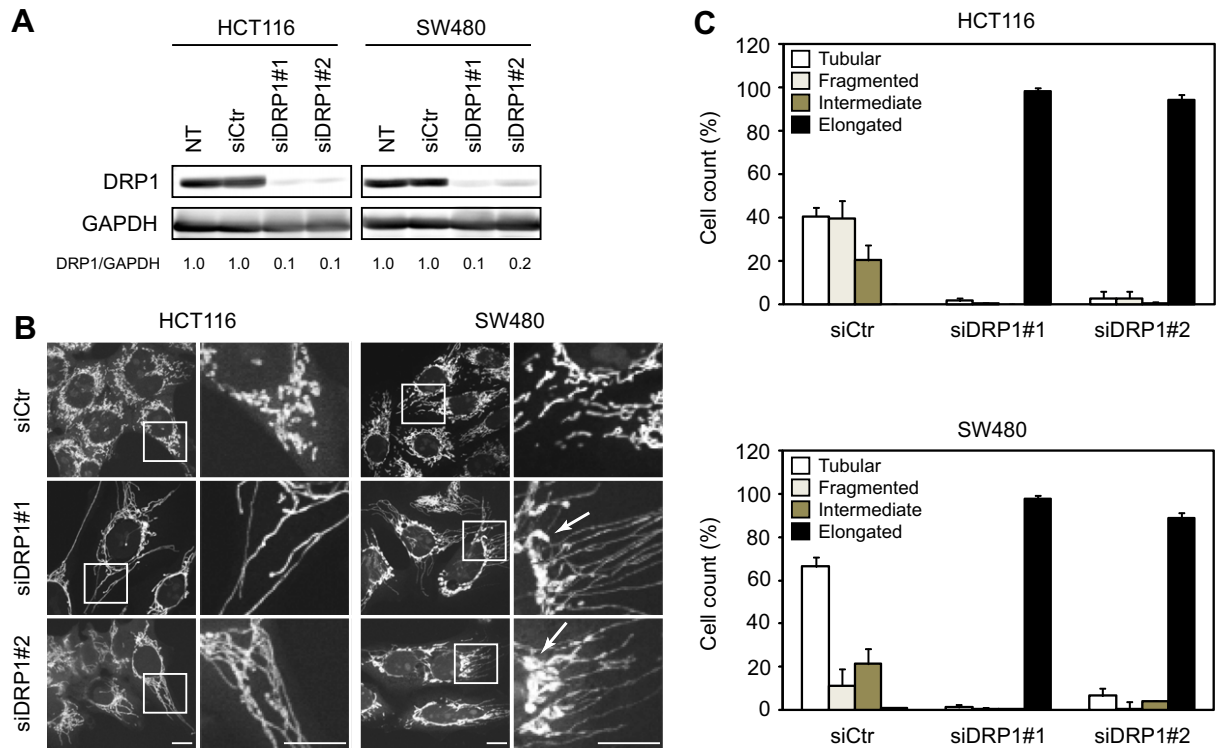 A
HCT116 SW480
NT siCtr siDRP1#1 siDRP1#2 NT siCtr siDRP1#1 siDRP1#2
DRP1
GAPDH
DRP1/GAPDH 1.0 1.0 0.1 0.1 1.0 1.0 0.1 0.2
B
HCT116 SW480
siCtr
siDRP1#1
siDRP1#2
C
HCT116
Cell count (%)
120
100
80
60
40
20
0
Tubular
Fragmented
Intermediate
Elongated
siCtr siDRP1#1 siDRP1#2
SW480
Cell count (%)
120
100
80
60
40
20
0
Tubular
Fragmented
Intermediate
Elongated
siCtr siDRP1#1 siDRP1#2